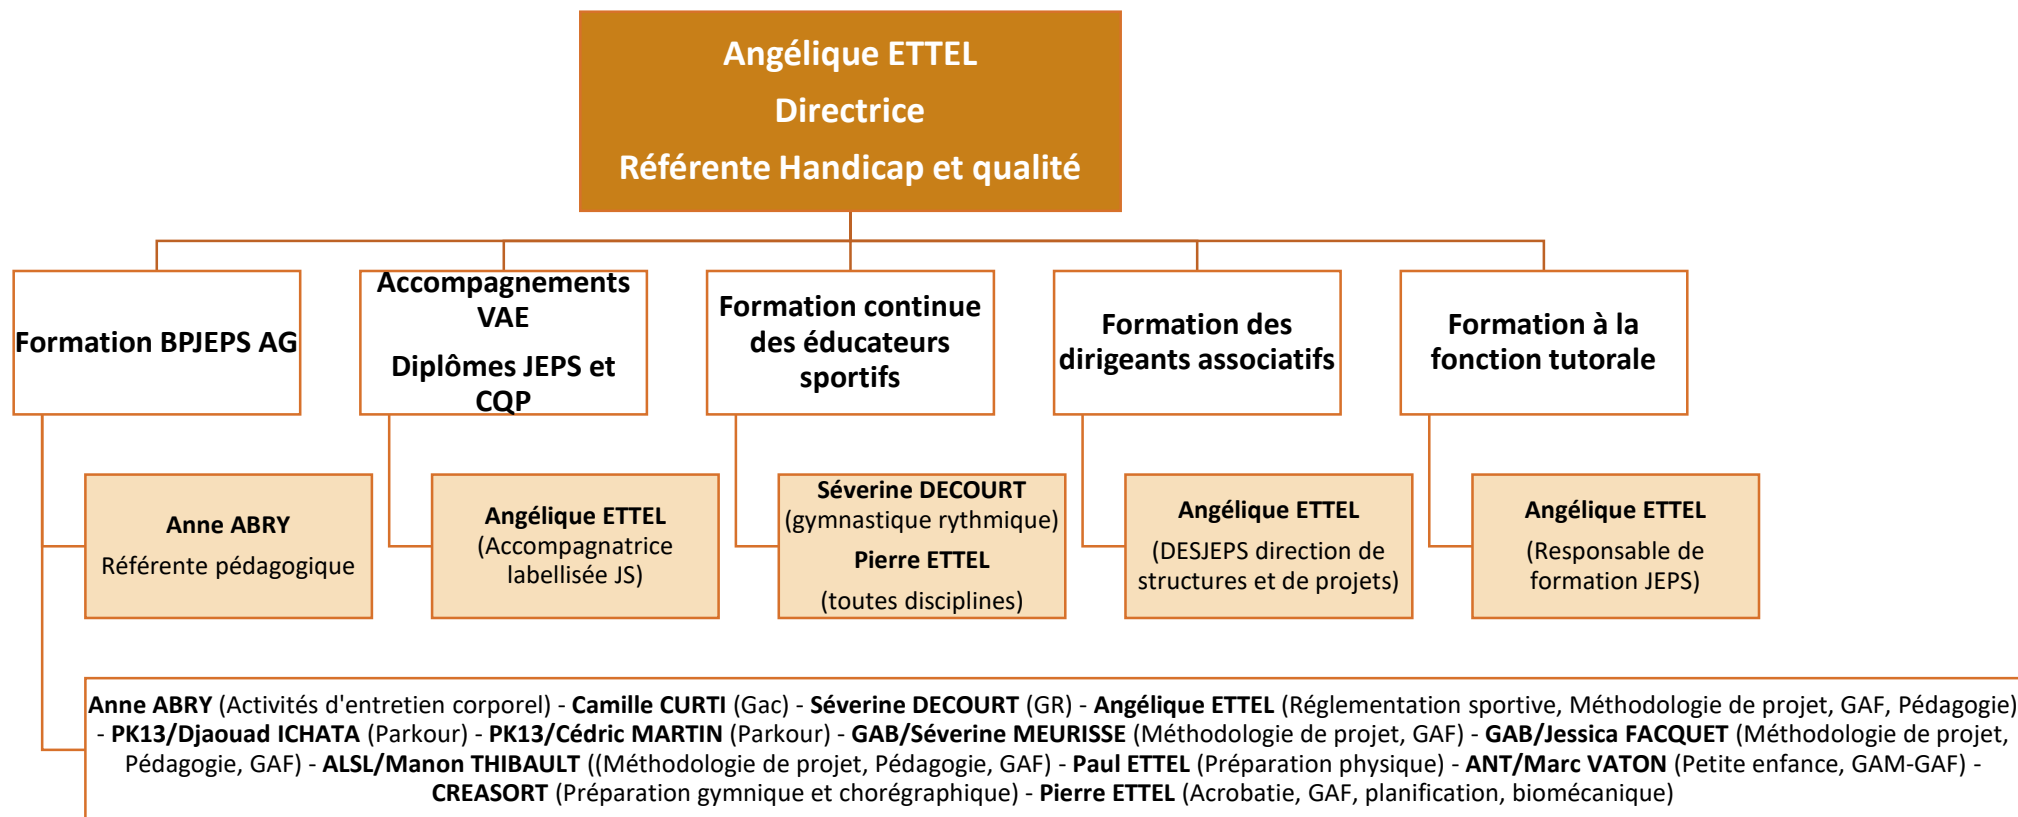 Angélique ETTEL
Directrice
Référente Handicap et qualité
Formation BPJEPS AG
Accompagnements
VAE
Diplômes JEPS et
CQP
Formation continue
des éducateurs
sportifs
Formation des
dirigeants associatifs
Formation à la
fonction tutorale
Anne ABRY
Référente pédagogique
Angélique ETTEL
(Accompagnatrice
labellisée JS)
Séverine DECOURT
(gymnastique rythmique)
Pierre ETTEL
(toutes disciplines)
Angélique ETTEL
(DESJEPS direction de
structures et de projets)
Angélique ETTEL
(Responsable de
formation JEPS)
Anne ABRY (Activités d'entretien corporel) - Camille CURTI (Gac) - Séverine DECOURT (GR) - Angélique ETTEL (Réglementation sportive, Méthodologie de projet, GAF, Pédagogie)
- PK13/Djaouad ICHATA (Parkour) - PK13/Cédric MARTIN (Parkour) - GAB/Séverine MEURISSE (Méthodologie de projet, GAF) - GAB/Jessica FACQUET (Méthodologie de projet,
Pédagogie, GAF) - ALSL/Manon THIBAULT ((Méthodologie de projet, Pédagogie, GAF) - Paul ETTEL (Préparation physique) - ANT/Marc VATON (Petite enfance, GAM-GAF) -
CREASORT (Préparation gymnique et chorégraphique) - Pierre ETTEL (Acrobatie, GAF, planification, biomécanique)